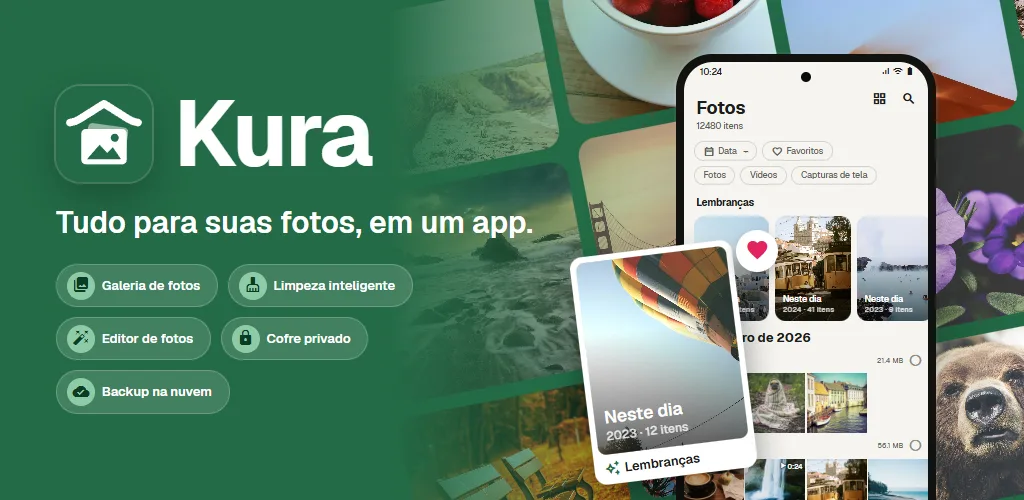 Kura
Tudo para suas fotos, em um app.
Galeria de fotos
Limpeza inteligente
Editor de fotos
Cofre privado
Backup na nuvem
10:24
Fotos
12480 itens
Data
Favoritos
Fotos
Vídeos
Capturas de tela
Lembranças
Neste dia
2024 · 41 itens
Neste dia
2023 · 9 itens
tens
ro de 2026
21.4 MB
Neste dia
2023 · 12 itens
Lembranças
66.1 MB
0:24